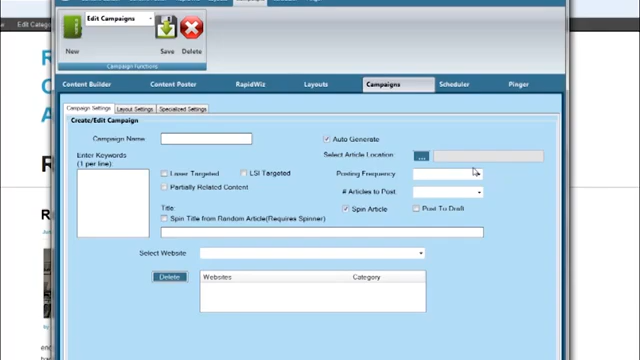 Edit Campaigns
New
Save
Delete
Campaign Functions
Edit Categ
Content Builder
Content Poster
RapidWiz
Layouts
Campaigns
Scheduler
Pinger
Campaign Settings
Layout Settings
Specialized Settings
Create/Edit Campaign
Campaign Name
Auto Generate
Enter Keywords
(1 per line)
Select Article Location
...
Laser Targeted
LSI Targeted
Posting Frequency
Partially Related Content
# Articles to Post
Title
Spin Article
Post To Draft
Spin Title from Random Article(Requires Spinner)
Select Website
Delete
Websites
Category
by